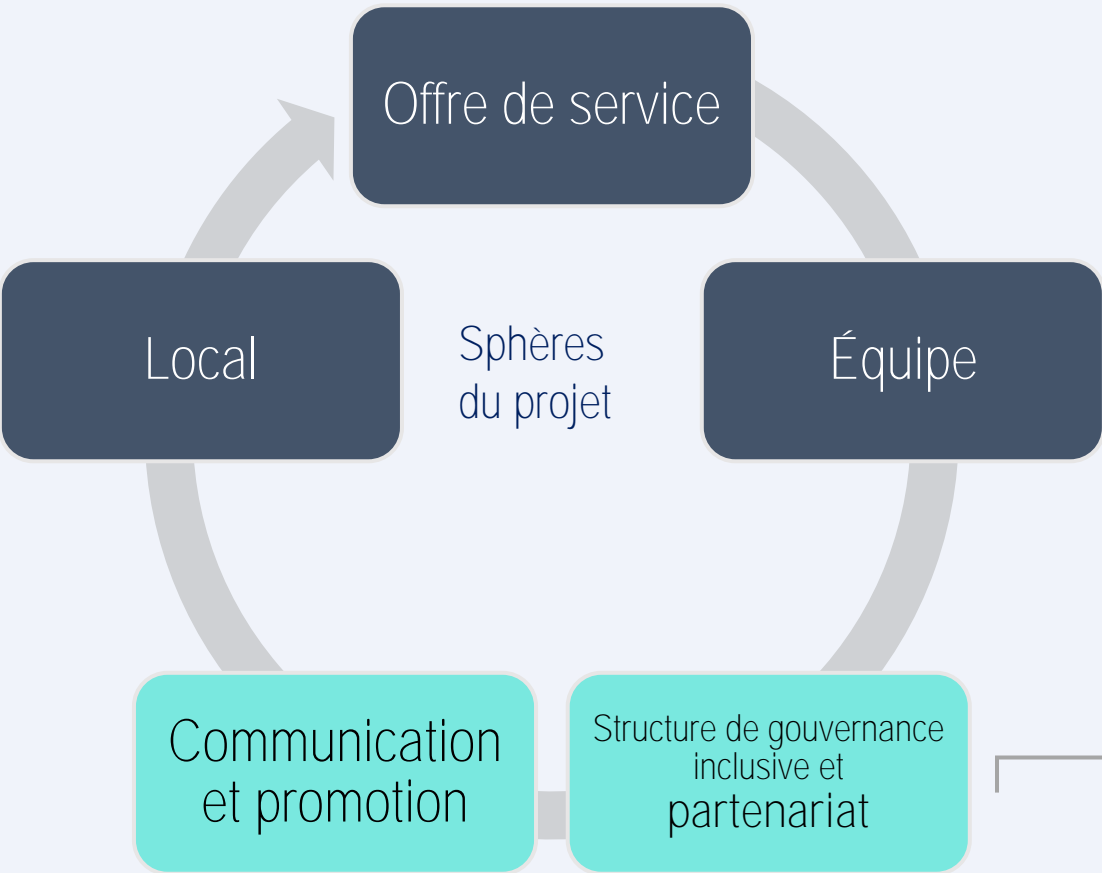 Offre de service
Local
Sphères
du projet
Équipe
Communication
et promotion
Structure de gouvernance
inclusive et
partenariat